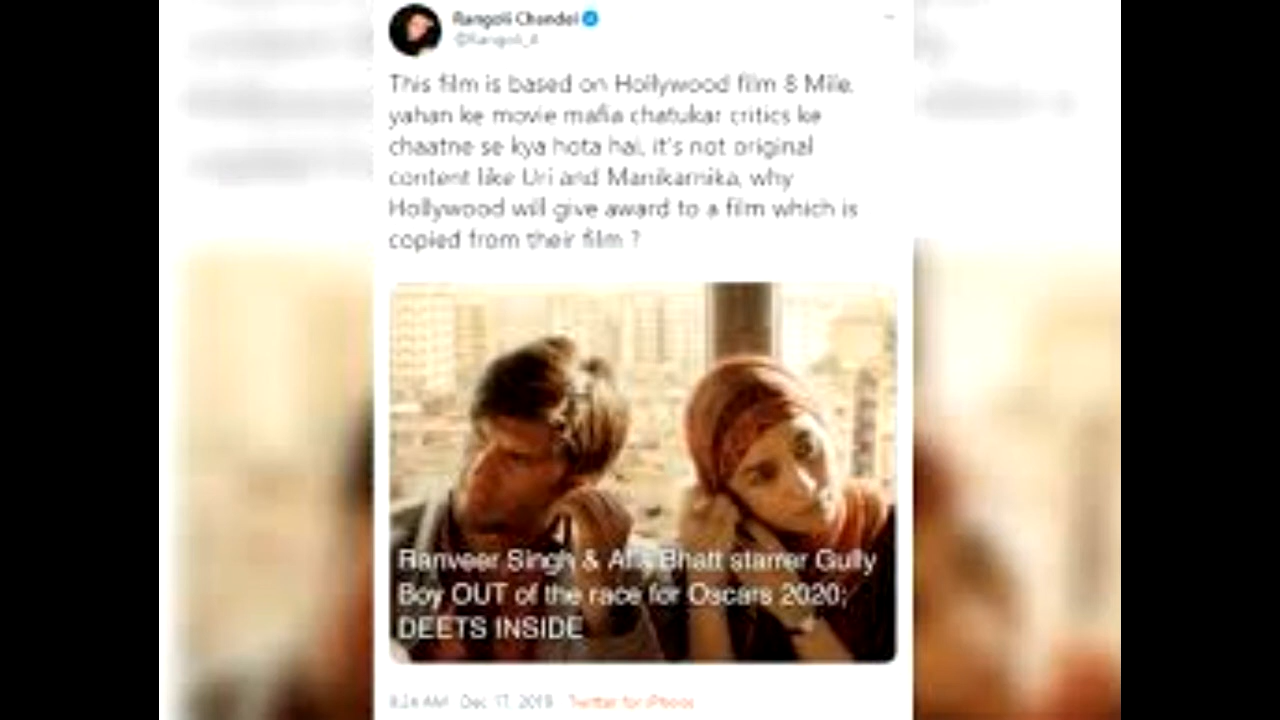 Rangoli Chandel
@Rangoli_A
This film is based on Hollywood film 8 Mile,
yahan ke movie mafia chatukar critics ke
chaatne se kya hota hai, it's not original
content like Uri and Manikarnika, why
Hollywood will give award to a film which is
copied from their film ?
Ranveer Singh & Alia Bhatt starrer Gully
Boy OUT of the race for Oscars 2020;
DEETS INSIDE
8:24 AM · Dec 17, 2019 · Twitter for iPhone